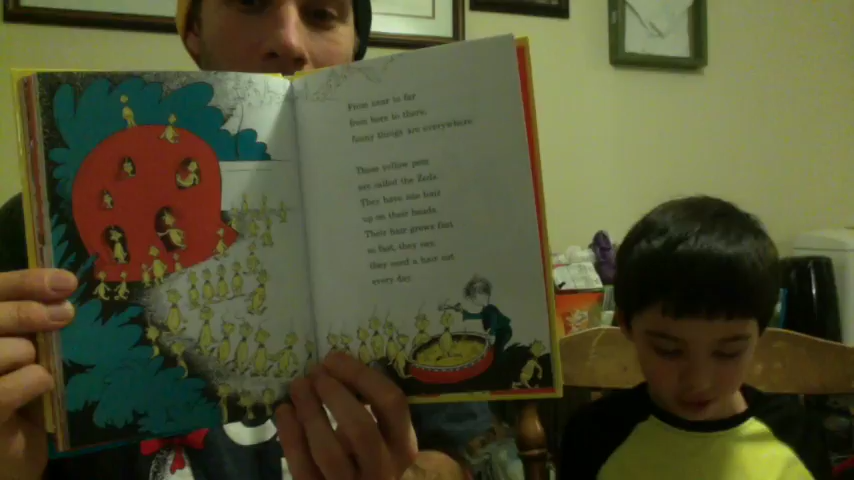 From near to far
from here to there,
funny things are everywhere.
These yellow pets
are called the Zeds.
They have one hair
up on their heads.
Their hair grows fast...
so fast, they say,
they need a hair cut
every day.